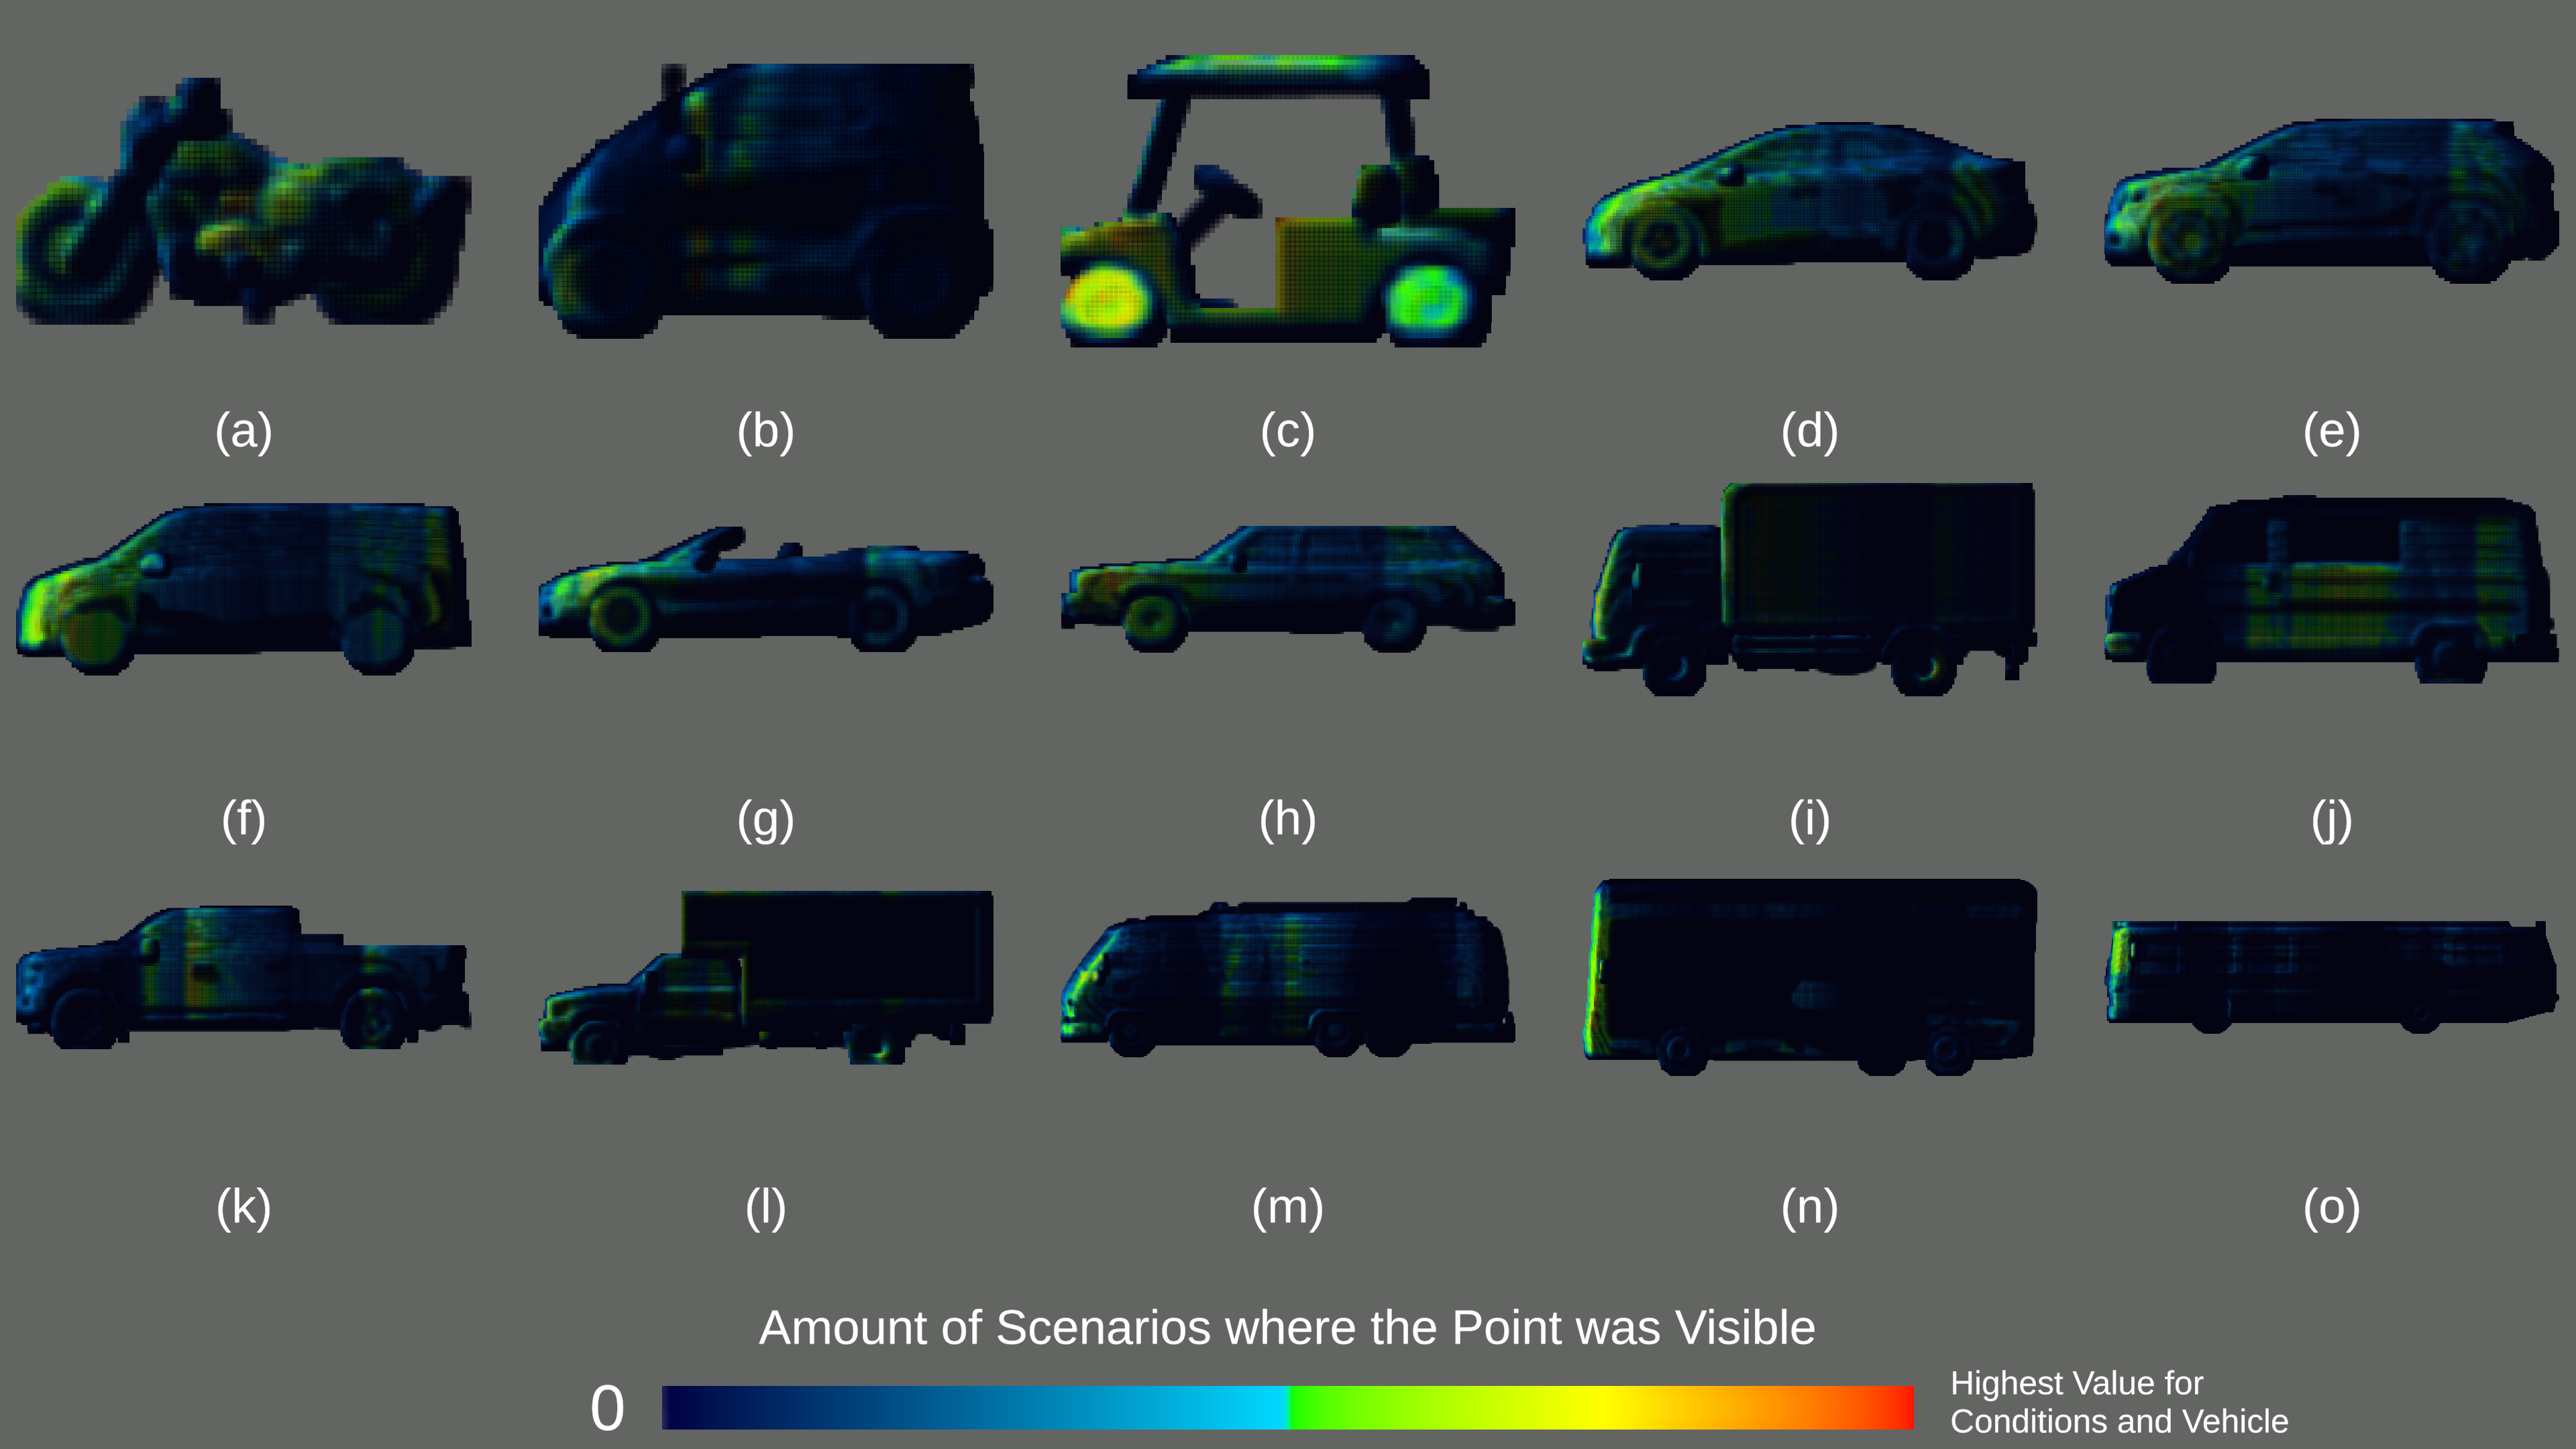 (a) (b) (c) (d) (e)
(f) (g) (h) (i) (j)
(k) (l) (m) (n) (o)
Amount of Scenarios where the Point was Visible
0
Highest Value for
Conditions and Vehicle